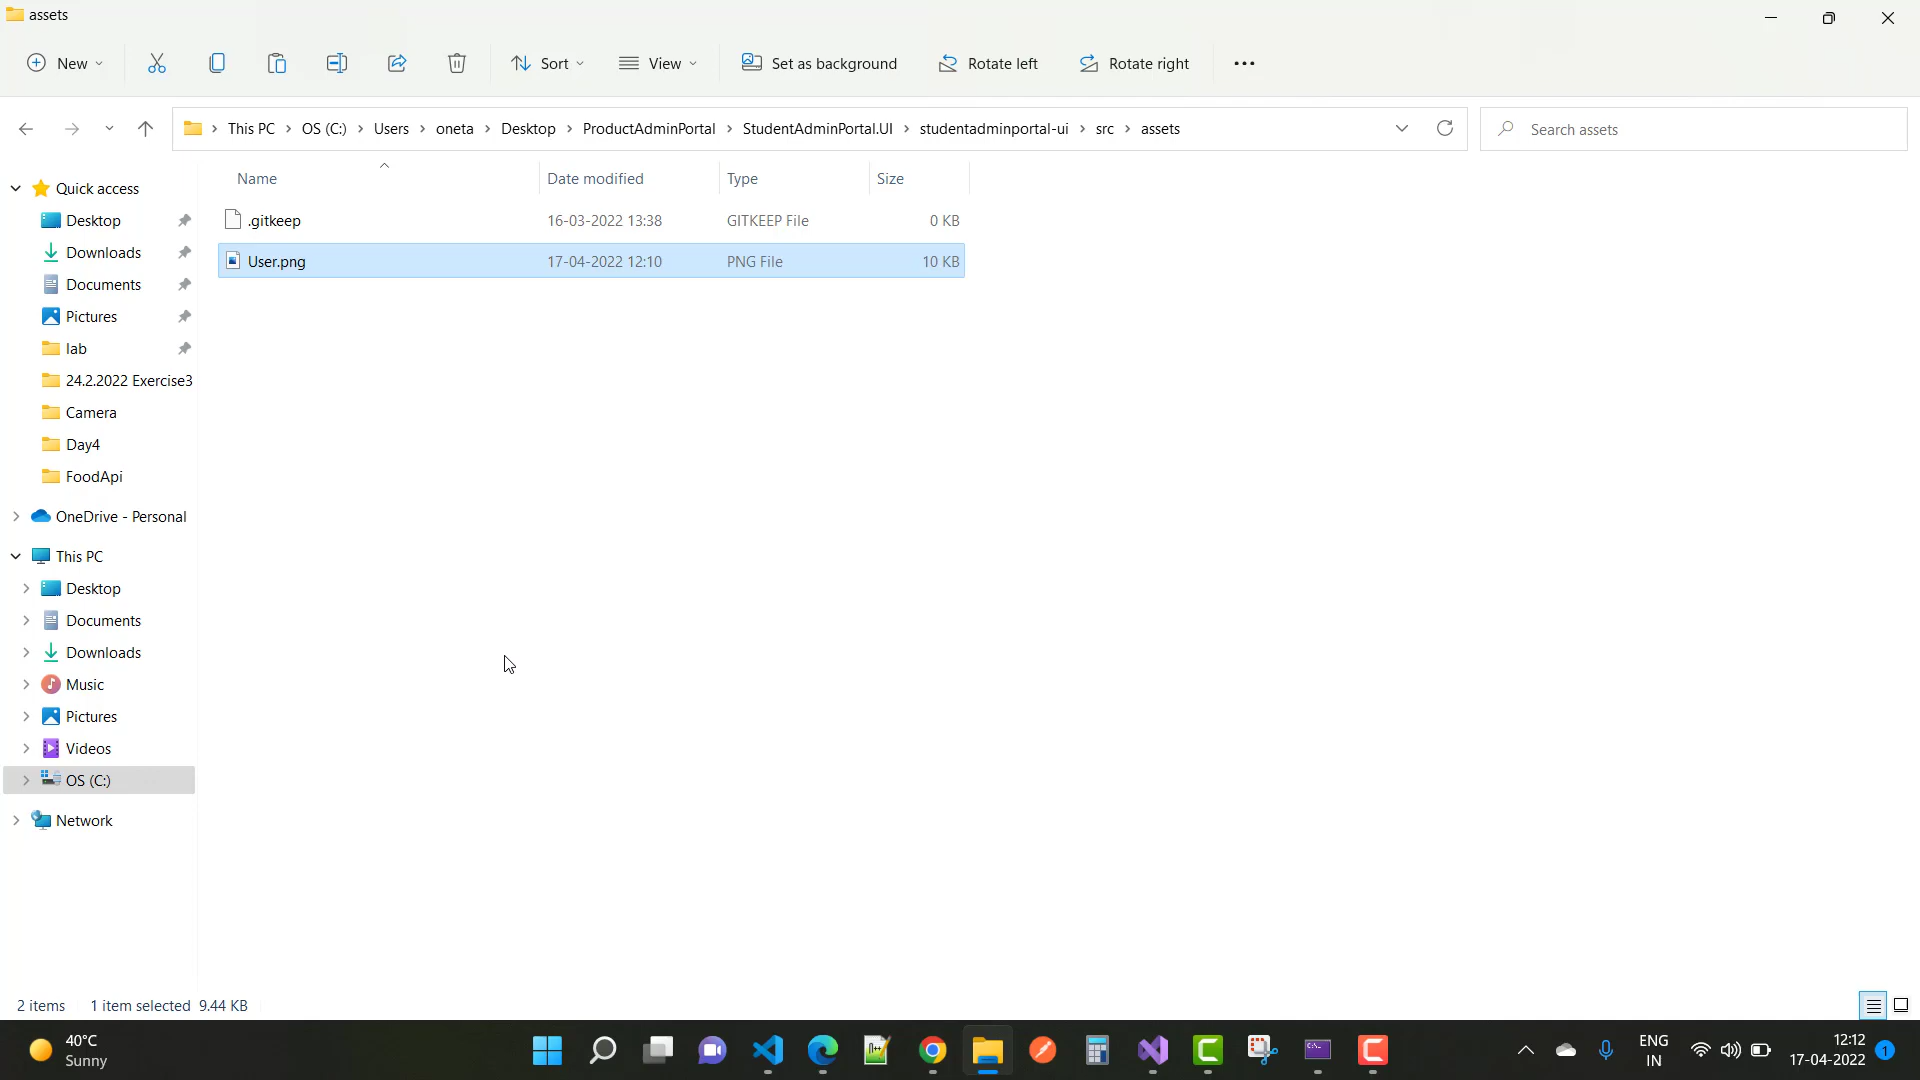 assets
New
Sort
View
Set as background
Rotate left
Rotate right
This PC
OS (C:)
Users
oneta
Desktop
ProductAdminPortal
StudentAdminPortal.UI
studentadminportal-ui
src
assets
Search assets
Name
Date modified
Type
Size
.gitkeep
16-03-2022 13:38
GITKEEP File
0 KB
User.png
17-04-2022 12:10
PNG File
10 KB
Quick access
Desktop
Downloads
Documents
Pictures
lab
24.2.2022 Exercise3
Camera
Day4
FoodApi
OneDrive - Personal
This PC
Desktop
Documents
Downloads
Music
Pictures
Videos
OS (C:)
Network
2 items
1 item selected 9.44 KB
40°C
Sunny
ENG
IN
12:12
17-04-2022
1